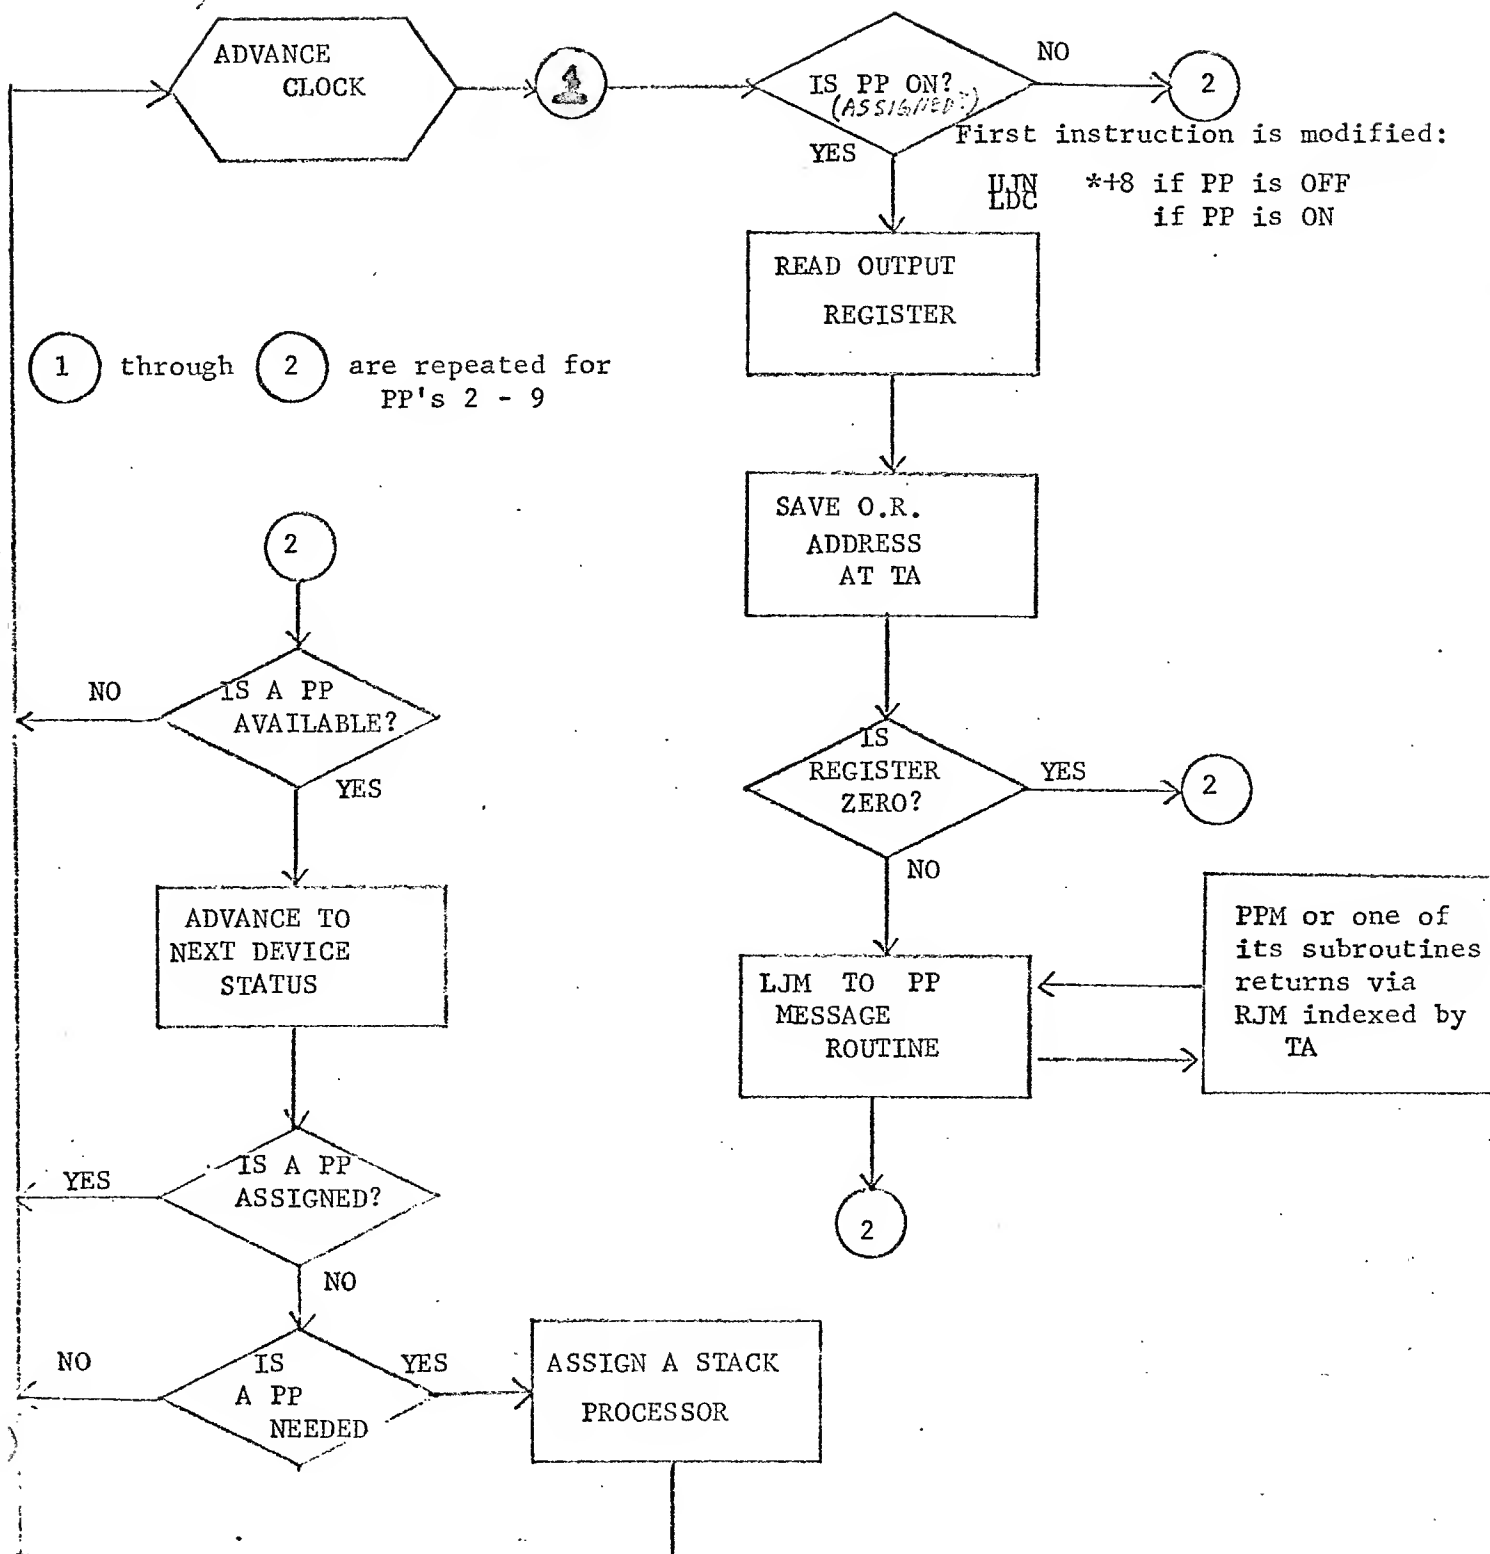 ADVANCE
CLOCK
1
IS PP ON?
(ASSIGNED?)
NO
2
YES
First instruction is modified:
UJN *+8 if PP is OFF
LDC if PP is ON
READ OUTPUT
REGISTER
1 through 2 are repeated for
PP's 2 - 9
SAVE O.R.
ADDRESS
AT TA
2
IS A PP
AVAILABLE?
NO
YES
IS
REGISTER
ZERO?
YES
2
NO
ADVANCE TO
NEXT DEVICE
STATUS
LJM TO PP
MESSAGE
ROUTINE
PPM or one of
its subroutines
returns via
RJM indexed by
TA
2
IS A PP
ASSIGNED?
YES
NO
IS
A PP
NEEDED
NO
YES
ASSIGN A STACK
PROCESSOR